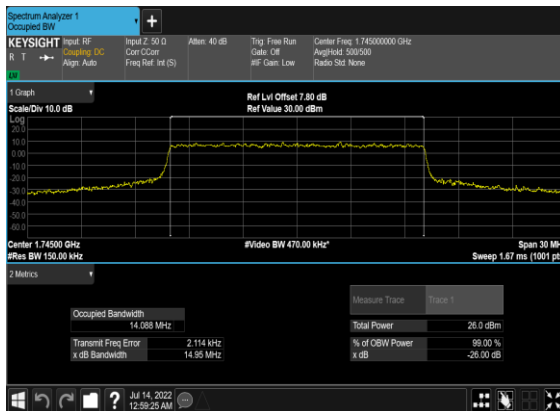 Spectrum Analyzer 1
Occupied BW
KEYSIGHT Input: RF Input Z: 50 Ω Atten: 40 dB Trig: Free Run Center Freq: 1.745000000 GHz
R T Coupling: DC Corr CCorr Gate: Off Avg|Hold: 500/500
Align: Auto Freq Ref: Int (S) #IF Gain: Low Radio Std: None
LXI
1 Graph
Ref Lvl Offset 7.80 dB
Scale/Div 10.0 dB Ref Value 30.00 dBm
Log
20.0
10.0
0.00
-10.0
-20.0
-30.0
-40.0
-50.0
-60.0
Center 1.74500 GHz #Video BW 470.00 kHz* Span 30 MH
#Res BW 150.00 kHz Sweep 1.67 ms (1001 pt
2 Metrics
Measure Trace Trace 1
Occupied Bandwidth
14.088 MHz
Total Power 26.0 dBm
Transmit Freq Error 2.114 kHz % of OBW Power 99.00 %
x dB Bandwidth 14.95 MHz x dB -26.00 dB
Jul 14, 2022
12:59:25 AM